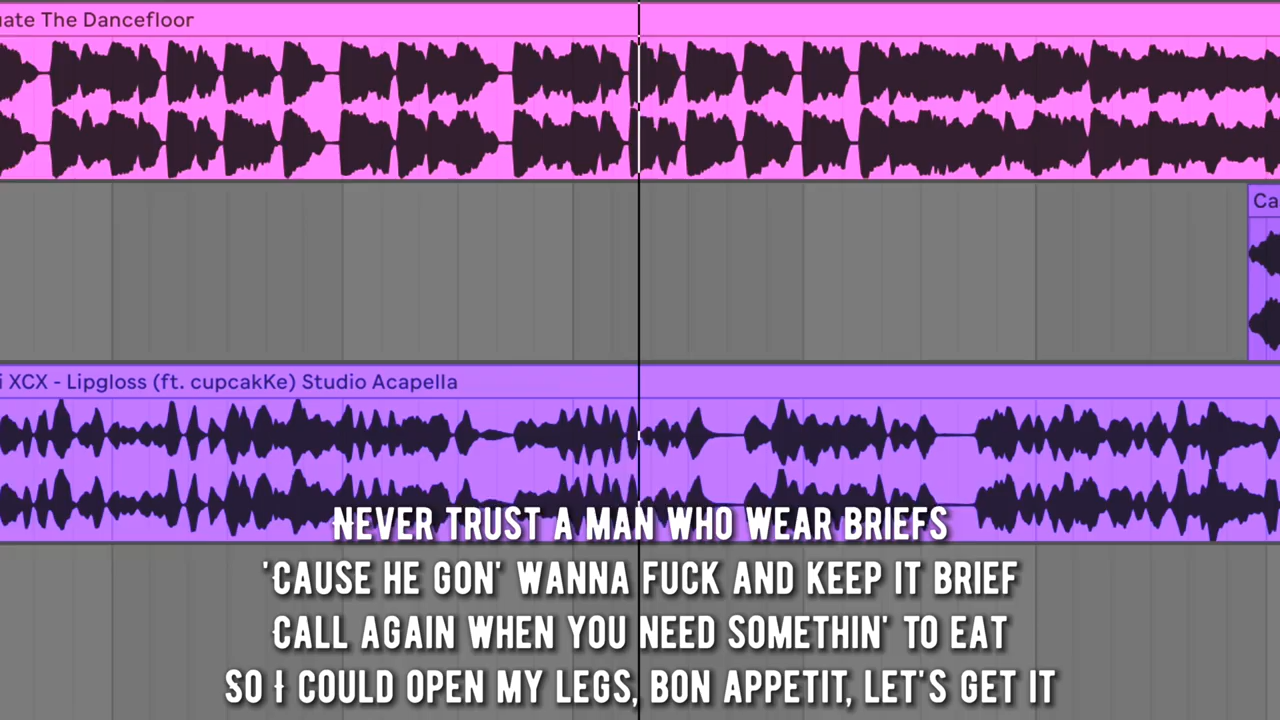 uate The Dancefloor
Ca
i XCX - Lipgloss (ft. cupcakKe) Studio Acapella
NEVER TRUST A MAN WHO WEAR BRIEFS
'CAUSE HE GON' WANNA FUCK AND KEEP IT BRIEF
CALL AGAIN WHEN YOU NEED SOMETHIN' TO EAT
SO I COULD OPEN MY LEGS, BON APPETIT, LET'S GET IT